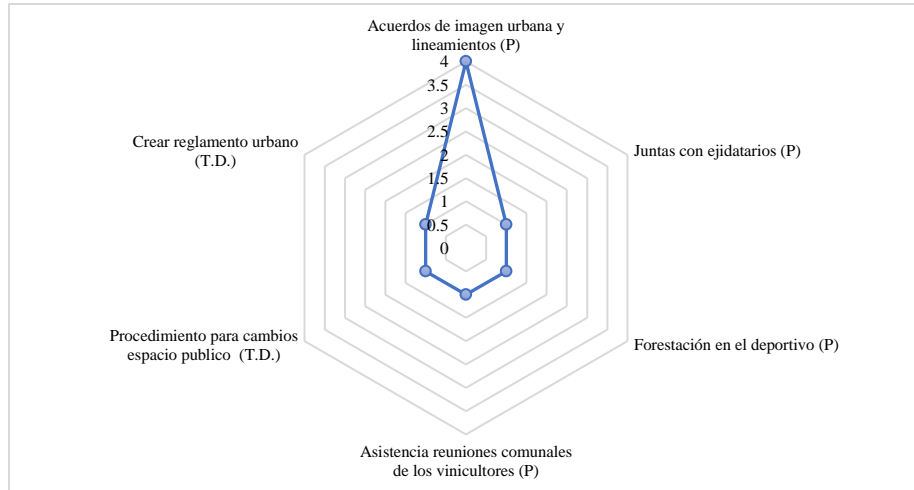 Acuerdos de imagen urbana y
lineamientos (P)
4
3.5
3
2.5
2
1.5
1
0.5
0
Juntas con ejidatarios (P)
Forestación en el deportivo (P)
Asistencia reuniones comunales
de los vinicultores (P)
Procedimiento para cambios
espacio publico (T.D.)
Crear reglamento urbano
(T.D.)